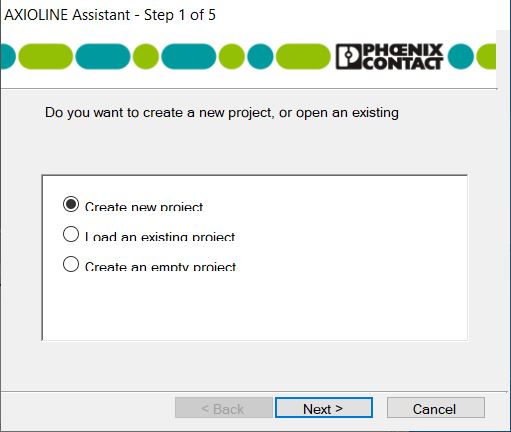 AXIOLINE Assistant - Step 1 of 5
PHŒNIX
CONTACT
Do you want to create a new project, or open an existing
Create new project
Load an existing project
Create an empty project
< Back
Next >
Cancel